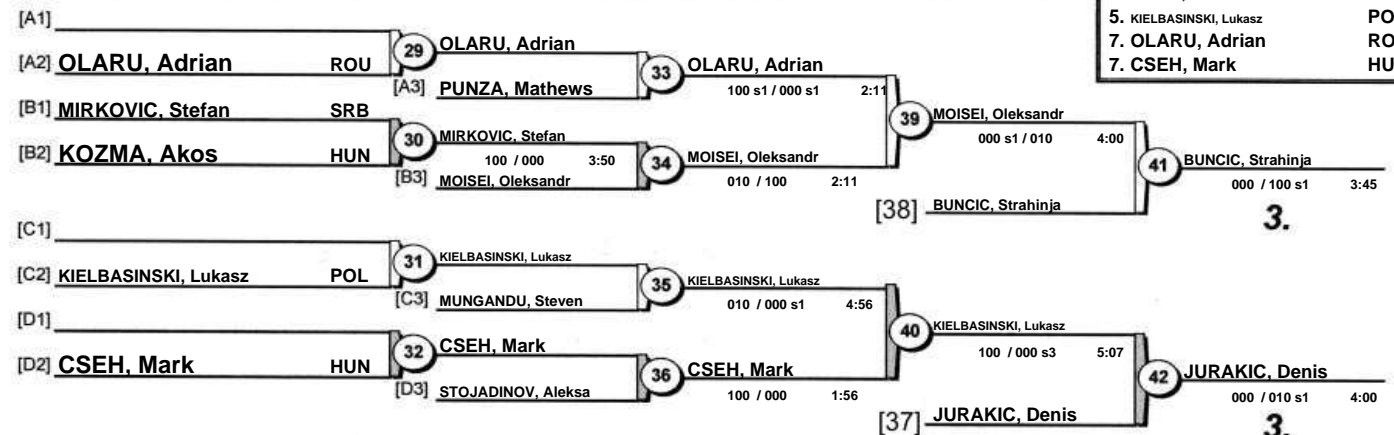 [A1]
[A2] OLARU, Adrian ROU
29 OLARU, Adrian
[A3] PUNZA, Mathews
33 OLARU, Adrian
100 s1 / 000 s1 2:11
[B1] MIRKOVIC, Stefan SRB
[B2] KOZMA, Akos HUN
30 MIRKOVIC, Stefan
100 / 000 3:50
[B3] MOISEI, Oleksandr
34 MOISEI, Oleksandr
010 / 100 2:11
39 MOISEI, Oleksandr
000 s1 / 010 4:00
[38] BUNCIC, Strahinja
41 BUNCIC, Strahinja
000 / 100 s1 3:45
3.
[C1]
[C2] KIELBASINSKI, Lukasz POL
31 KIELBASINSKI, Lukasz
[C3] MUNGANDU, Steven
35 KIELBASINSKI, Lukasz
010 / 000 s1 4:56
[D1]
[D2] CSEH, Mark HUN
32 CSEH, Mark
[D3] STOJADINOV, Aleksa
36 CSEH, Mark
100 / 000 1:56
40 KIELBASINSKI, Lukasz
100 / 000 s3 5:07
[37] JURAKIC, Denis
42 JURAKIC, Denis
000 / 010 s1 4:00
3.
5. KIELBASINSKI, Lukasz PO
7. OLARU, Adrian RO
7. CSEH, Mark HU